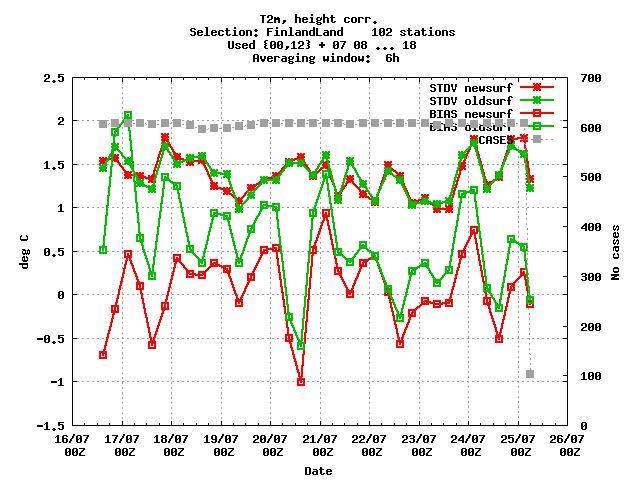 T2m, height corr.
Selection: FinlandLand 102 stations
Used {00,12} + 07 08 ... 18
Averaging window: 6h
STDV newsurf
STDV oldsurf
BIAS newsurf
BIAS oldsurf
CASES
2.5
2
1.5
1
0.5
0
-0.5
-1
-1.5
deg C
700
600
500
400
300
200
100
0
No cases
16/07 17/07 18/07 19/07 20/07 21/07 22/07 23/07 24/07 25/07 26/07
00Z 00Z 00Z 00Z 00Z 00Z 00Z 00Z 00Z 00Z 00Z
Date